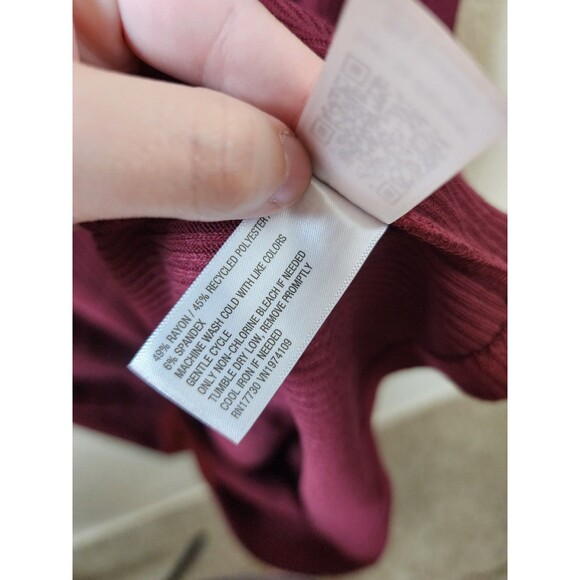 49% RAYON / 45% RECYCLED POLYESTER /
6% SPANDEX
MACHINE WASH COLD WITH LIKE COLORS
GENTLE CYCLE
ONLY NON-CHLORINE BLEACH IF NEEDED
TUMBLE DRY LOW, REMOVE PROMPTLY
COOL IRON IF NEEDED
RN17730 VN1974109